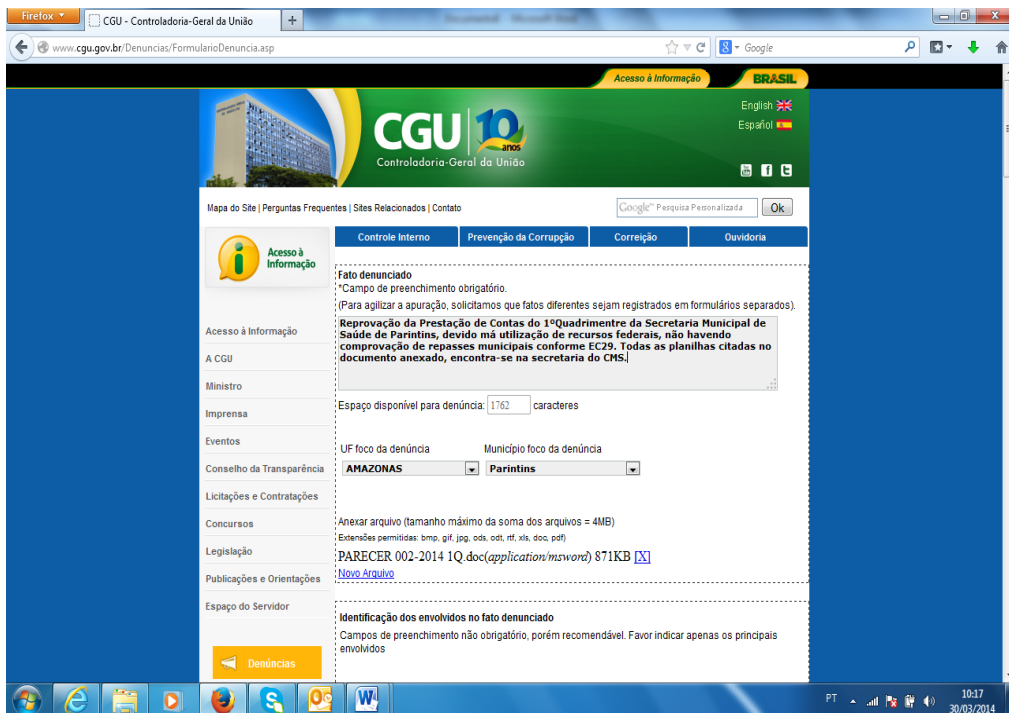 Firefox
CGU - Controladoria-Geral da União
+
www.cgu.gov.br/Denuncias/FormularioDenuncia.asp
Google
Acesso à Informação
BRASIL
English
Español
CGU 10 anos
Controladoria-Geral da União
Mapa do Site | Perguntas Frequentes | Sites Relacionados | Contato
Google™ Pesquisa Personalizada
Ok
Controle Interno
Prevenção da Corrupção
Correição
Ouvidoria
Acesso à
Informação
Acesso à Informação
A CGU
Ministro
Imprensa
Eventos
Conselho da Transparência
Licitações e Contratações
Concursos
Legislação
Publicações e Orientações
Espaço do Servidor
Denúncias
Fato denunciado
*Campo de preenchimento obrigatório.
(Para agilizar a apuração, solicitamos que fatos diferentes sejam registrados em formulários separados).
Reprovação da Prestação de Contas do 1ºQuadrimentre da Secretaria Municipal de
Saúde de Parintins, devido má utilização de recursos federais, não havendo
comprovação de repasses municipais conforme EC29. Todas as planilhas citadas no
documento anexado, encontra-se na secretaria do CMS.
Espaço disponível para denúncia: 1762 caracteres
UF foco da denúncia
Município foco da denúncia
AMAZONAS
Parintins
Anexar arquivo (tamanho máximo da soma dos arquivos = 4MB)
Extensões permitidas: bmp, gif, jpg, ods, odt, rtf, xls, doc, pdf)
PARECER 002-2014 1Q.doc(application/msword) 871KB [X]
Novo Arquivo
Identificação dos envolvidos no fato denunciado
Campos de preenchimento não obrigatório, porém recomendável. Favor indicar apenas os principais
envolvidos
PT
10:17
30/03/2014